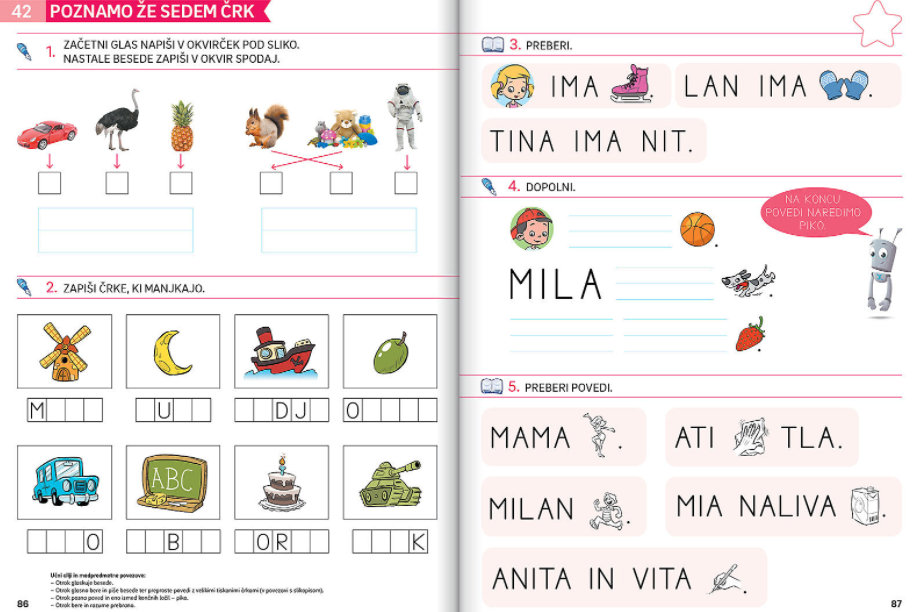 42 POZNAMO ŽE SEDEM ČRK
1. ZAČETNI GLAS NAPIŠI V OKVIRČEK POD SLIKO.
NASTALE BESEDE ZAPIŠI V OKVIR SPODAJ.
2. ZAPIŠI ČRKE, KI MANJKAJO.
M
U
DJ
O
ABC
O
B
OR
K
Učni cilji in medpredmetne povezave:
– Otrok glaskuje besede.
– Otrok glasno bere in piše besede ter preproste povedi z velikimi tiskanimi črkami (v povezavi s slikopisom).
– Otrok pozna poved in eno izmed končnih ločil – piko.
– Otrok bere in razume prebrano.
86
3. PREBERI.
IMA .
LAN IMA .
TINA IMA NIT.
4. DOPOLNI.
NA KONCU
POVEDI NAREDIMO
PIKO.
.
MILA .
.
5. PREBERI POVEDI.
MAMA .
ATI TLA.
MILAN .
MIA NALIVA .
ANITA IN VITA .
87